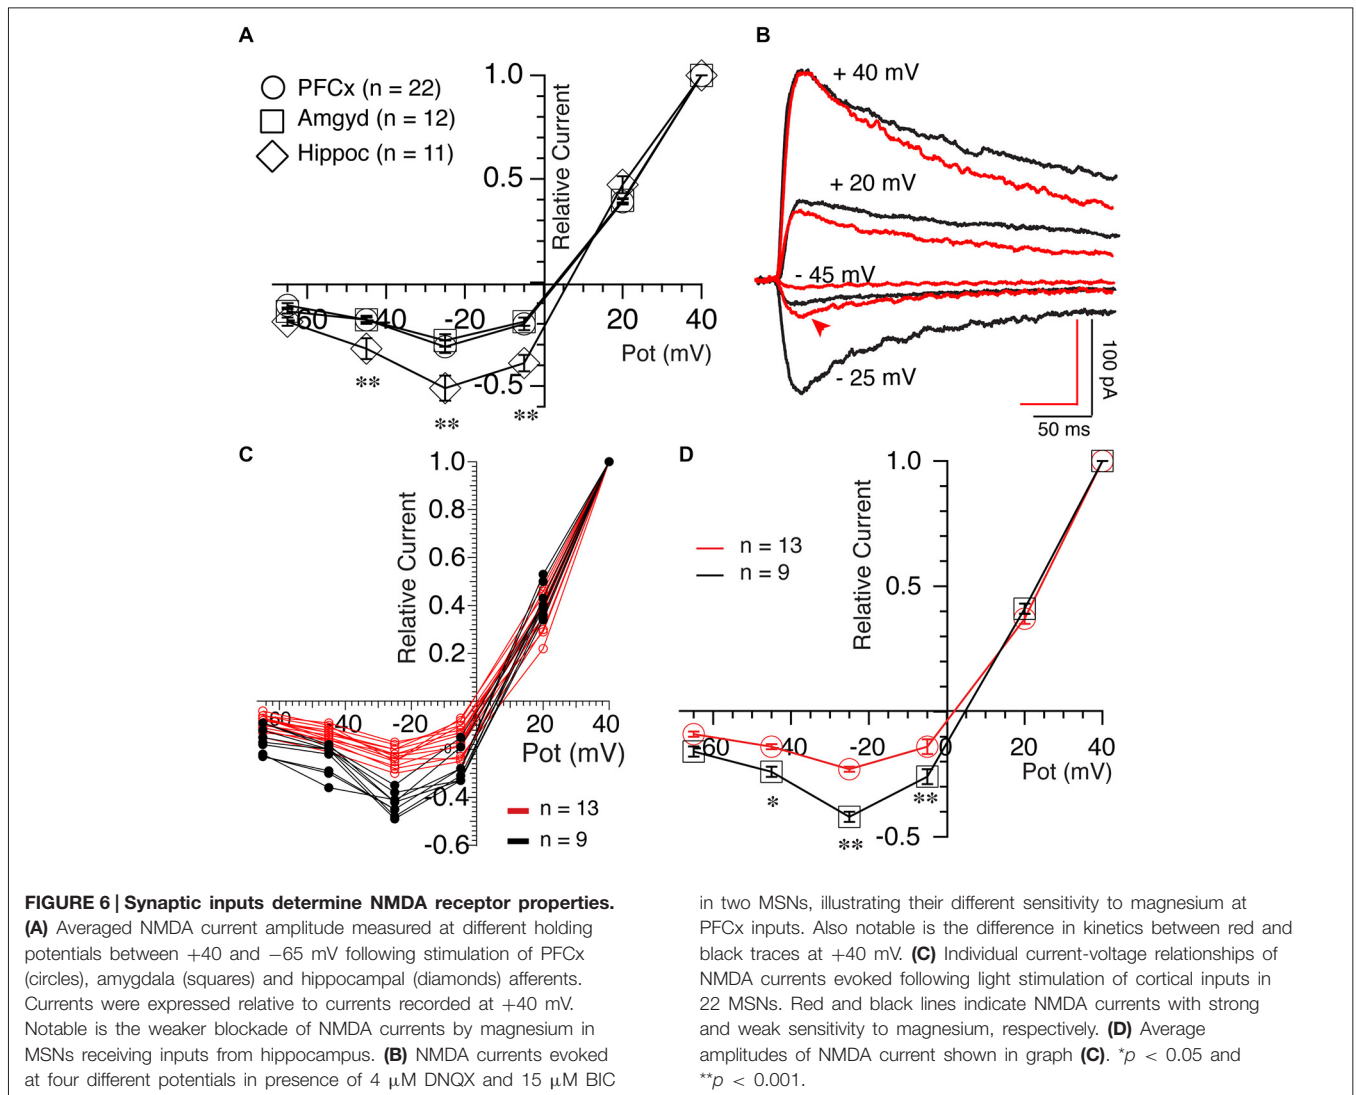 A
PFCx (n = 22)
Amgyd (n = 12)
Hippoc (n = 11)
1.0
0.5
-0.5
Relative Current
-60
-40
-20
20
40
Pot (mV)
**
**
**
B
+ 40 mV
+ 20 mV
- 45 mV
- 25 mV
100 pA
50 ms
C
1.0
0.8
0.6
0.4
0.2
-0.4
-0.6
Relative Current
-60
-40
-20
20
40
Pot (mV)
n = 13
n = 9
D
n = 13
n = 9
1.0
0.5
-0.5
Relative Current
-60
-40
-20
0
20
40
Pot (mV)
*
**
**
FIGURE 6 | Synaptic inputs determine NMDA receptor properties.
(A) Averaged NMDA current amplitude measured at different holding
potentials between +40 and −65 mV following stimulation of PFCx
(circles), amygdala (squares) and hippocampal (diamonds) afferents.
Currents were expressed relative to currents recorded at +40 mV.
Notable is the weaker blockade of NMDA currents by magnesium in
MSNs receiving inputs from hippocampus. (B) NMDA currents evoked
at four different potentials in presence of 4 μM DNQX and 15 μM BIC
in two MSNs, illustrating their different sensitivity to magnesium at
PFCx inputs. Also notable is the difference in kinetics between red and
black traces at +40 mV. (C) Individual current-voltage relationships of
NMDA currents evoked following light stimulation of cortical inputs in
22 MSNs. Red and black lines indicate NMDA currents with strong
and weak sensitivity to magnesium, respectively. (D) Average
amplitudes of NMDA current shown in graph (C). *p < 0.05 and
**p < 0.001.